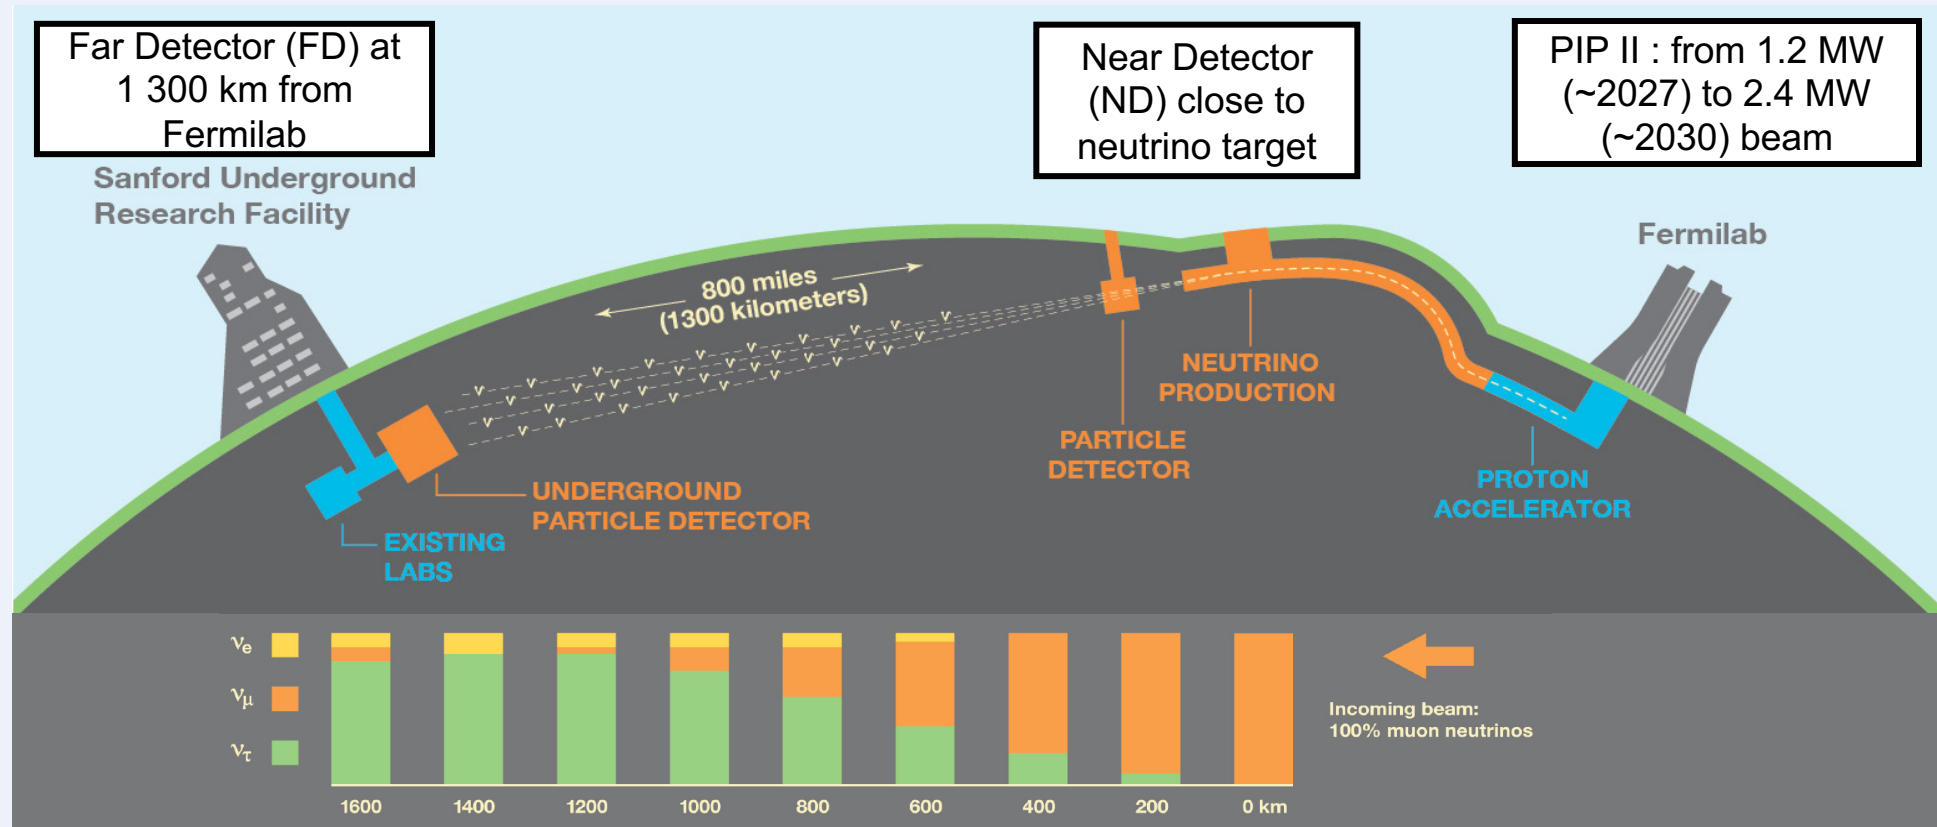 Far Detector (FD) at
1 300 km from
Fermilab
Near Detector
(ND) close to
neutrino target
PIP II : from 1.2 MW
(~2027) to 2.4 MW
(~2030) beam
Sanford Underground
Research Facility
Fermilab
800 miles
(1300 kilometers)
NEUTRINO
PRODUCTION
PARTICLE
DETECTOR
PROTON
ACCELERATOR
UNDERGROUND
PARTICLE DETECTOR
EXISTING
LABS
νe
νμ
ντ
Incoming beam:
100% muon neutrinos
1600 1400 1200 1000 800 600 400 200 0 km